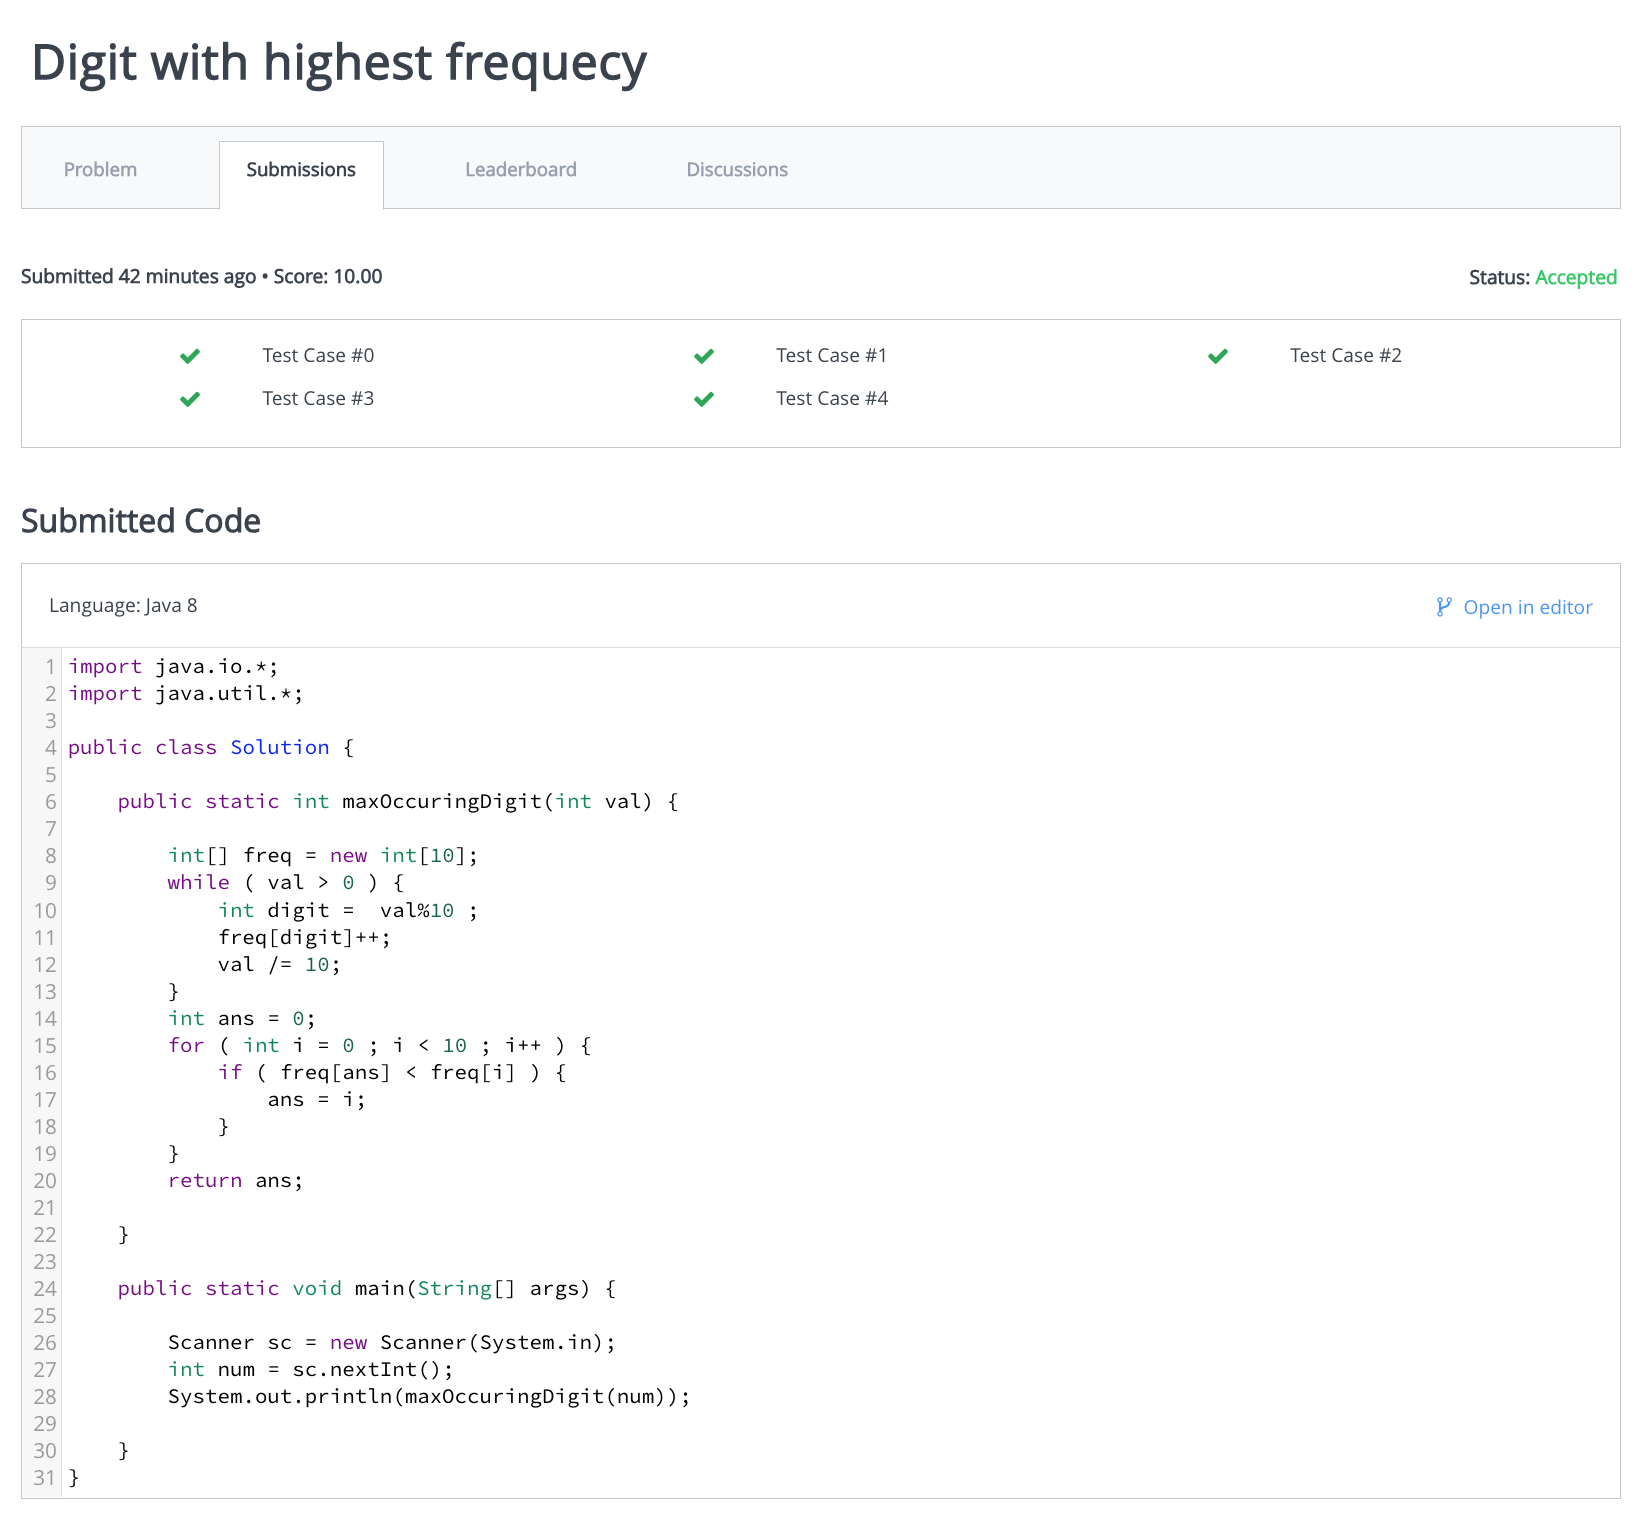 Digit with highest frequecy
Problem Submissions Leaderboard Discussions
Submitted 42 minutes ago • Score: 10.00 Status: Accepted
Test Case #0 Test Case #1 Test Case #2
Test Case #3 Test Case #4
Submitted Code
Language: Java 8 Open in editor
1 import java.io.*;
2 import java.util.*;
3
4 public class Solution {
5
6     public static int maxOccuringDigit(int val) {
7
8         int[] freq = new int[10];
9         while ( val > 0 ) {
10             int digit =  val%10 ;
11             freq[digit]++;
12             val /= 10;
13         }
14         int ans = 0;
15         for ( int i = 0 ; i < 10 ; i++ ) {
16             if ( freq[ans] < freq[i] ) {
17                 ans = i;
18             }
19         }
20         return ans;
21
22     }
23
24     public static void main(String[] args) {
25
26         Scanner sc = new Scanner(System.in);
27         int num = sc.nextInt();
28         System.out.println(maxOccuringDigit(num));
29
30     }
31 }